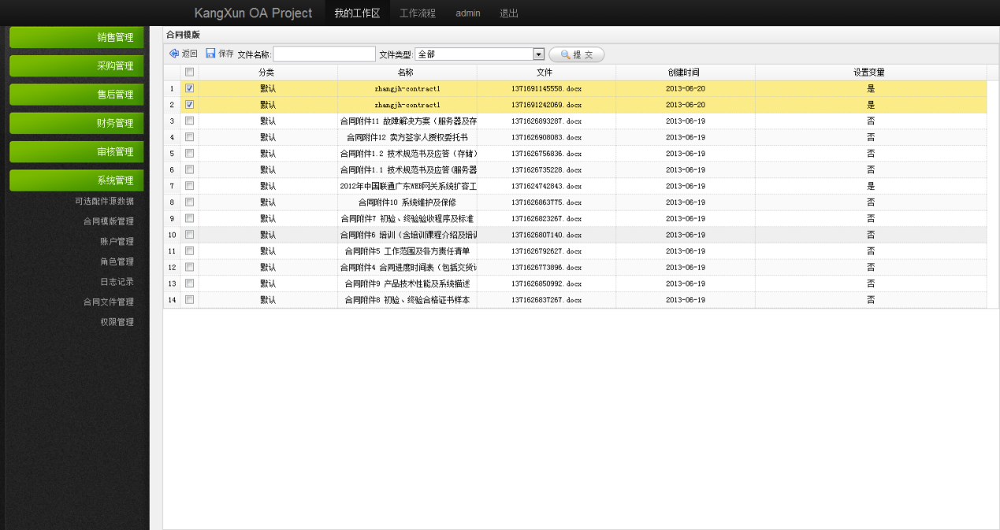 KangXun OA Project 我的工作区 工作流程 admin 退出
销售管理
采购管理
售后管理
财务管理
审核管理
系统管理
可选配件源数据
合同模版管理
账户管理
角色管理
日志记录
合同文件管理
权限管理
合同模版
返回 保存 文件名称: 文件类型: 全部 提 交
分类 名称 文件 创建时间 设置变量
1 默认 zhangjh-contract1 1371691145558.docx 2013-06-20 是
2 默认 zhangjh-contract1 1371691242069.docx 2013-06-20 是
3 默认 合同附件11 故障解决方案（服务器及存 1371626893287.docx 2013-06-19 否
4 默认 合同附件12 卖方签字人授权委托书 1371626908083.docx 2013-06-19 否
5 默认 合同附件1.2 技术规范书及应答（存储） 1371626756836.docx 2013-06-19 否
6 默认 合同附件1.1 技术规范书及应答(服务器 1371626735228.docx 2013-06-19 否
7 默认 2012年中国联通广东WEB网关系统扩容工 1371624742843.docx 2013-06-19 是
8 默认 合同附件10 系统维护及保修 1371626863775.docx 2013-06-19 否
9 默认 合同附件7 初验、终验验收程序及标准 1371626823267.docx 2013-06-19 否
10 默认 合同附件6 培训（含培训课程介绍及培训 1371626807140.docx 2013-06-19 否
11 默认 合同附件5 工作范围及各方责任清单 1371626792627.docx 2013-06-19 否
12 默认 合同附件4 合同进度时间表（包括交货计 1371626773896.docx 2013-06-19 否
13 默认 合同附件9 产品技术性能及系统描述 1371626850992.docx 2013-06-19 否
14 默认 合同附件8 初验、终验合格证书样本 1371626837267.docx 2013-06-19 否